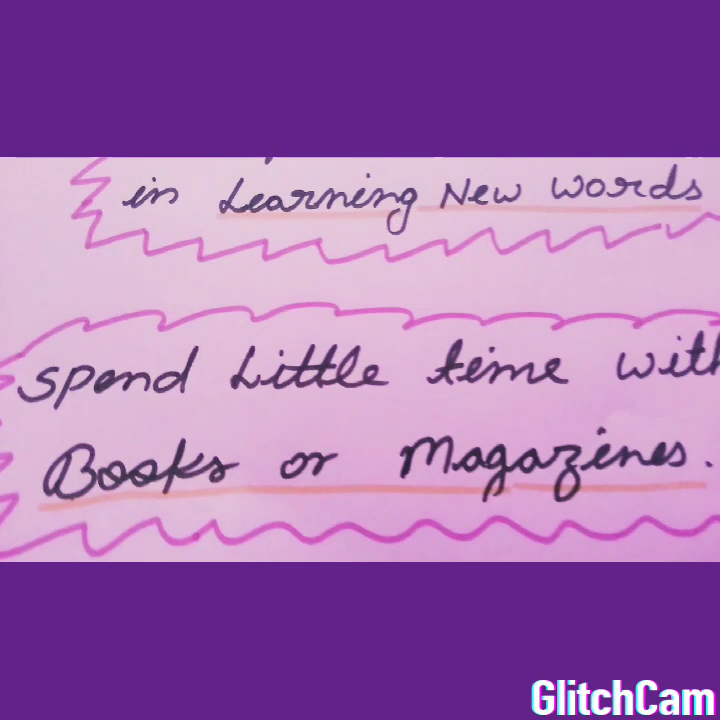 in Learning New words
spend Little time with
Books or Magazines.
GlitchCam